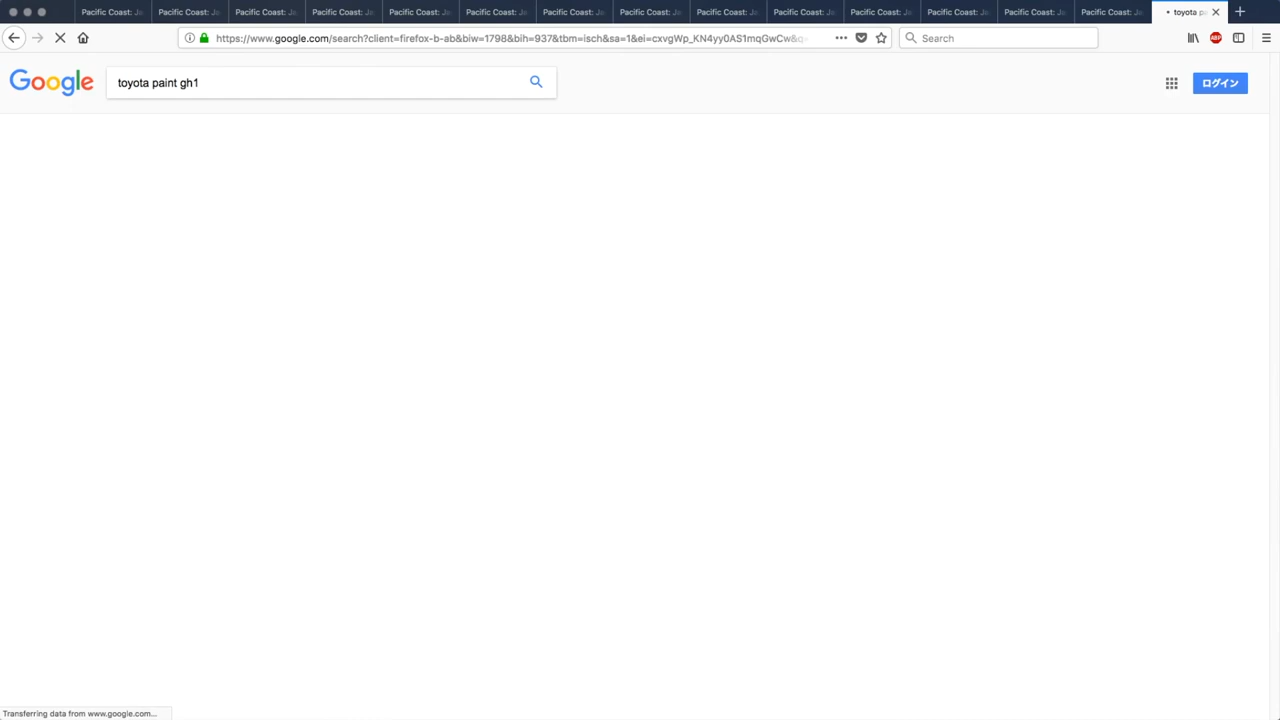 Pacific Coast: Je Pacific Coast: Je Pacific Coast: Je Pacific Coast: Je Pacific Coast: Je Pacific Coast: Je Pacific Coast: Je Pacific Coast: Je Pacific Coast: Je Pacific Coast: Je Pacific Coast: Je Pacific Coast: Je Pacific Coast: Je Pacific Coast: Je toyota pa
https://www.google.com/search?client=firefox-b-ab&biw=1798&bih=937&tbm=isch&sa=1&ei=cxvgWp_KN4yy0AS1mqGwCw&q= Search ABP
Google toyota paint gh1 ログイン
Transferring data from www.google.com...